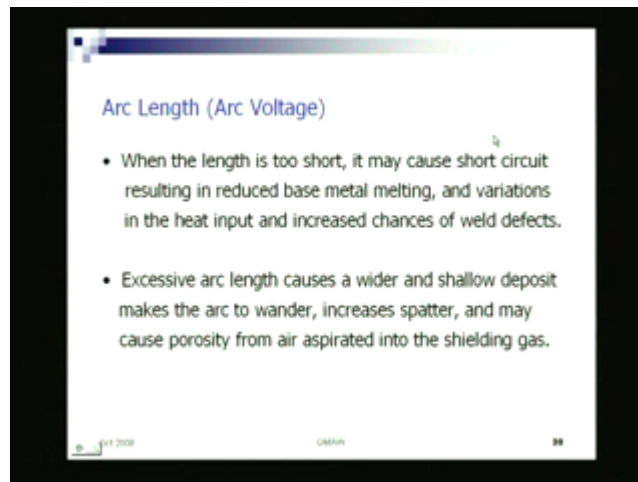 Arc Length (Arc Voltage)
• When the length is too short, it may cause short circuit
resulting in reduced base metal melting, and variations
in the heat input and increased chances of weld defects.
• Excessive arc length causes a wider and shallow deposit
makes the arc to wander, increases spatter, and may
cause porosity from air aspirated into the shielding gas.
Oct 2008 GMAW